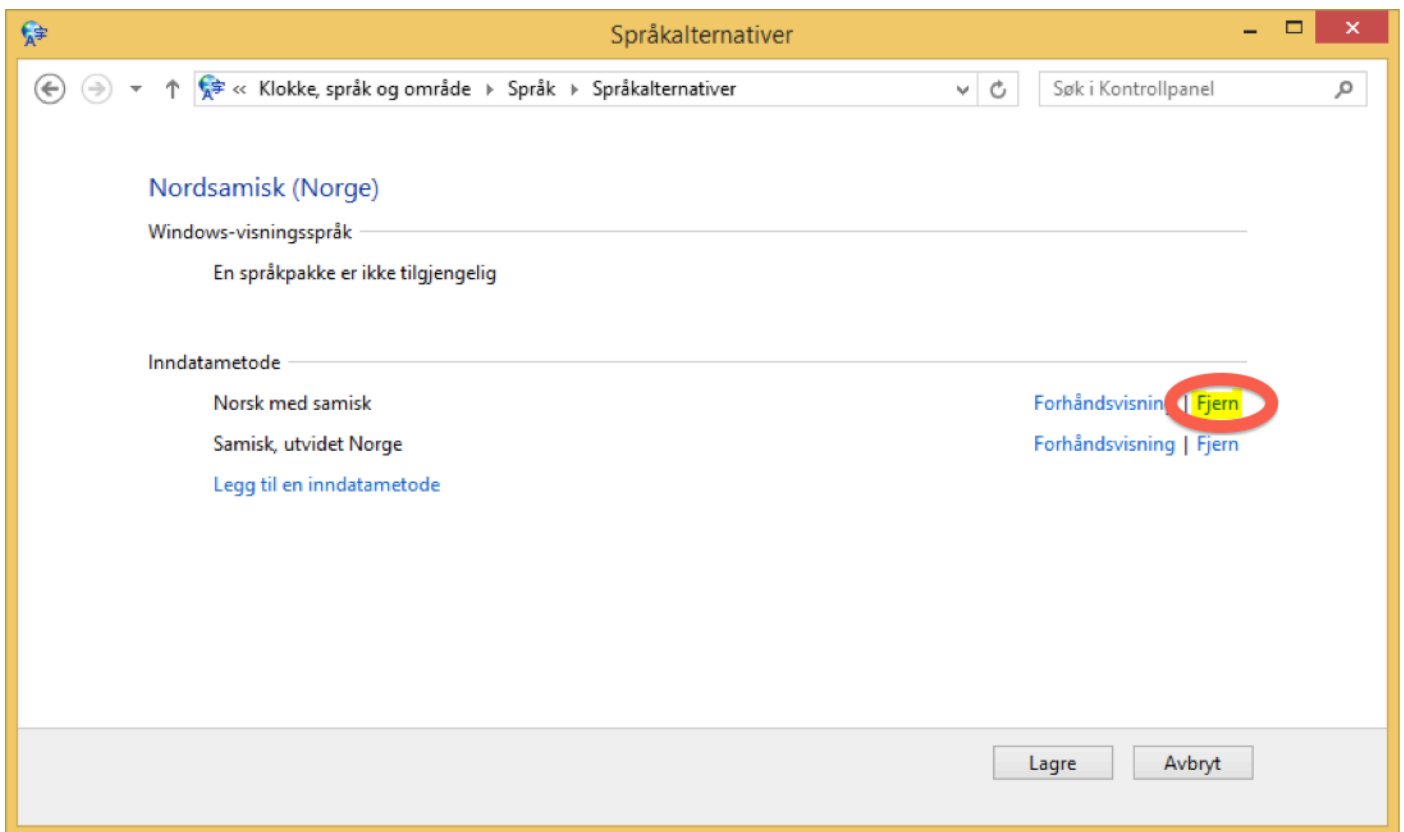 Språkalternativer
« Klokke, språk og område ▸ Språk ▸ Språkalternativer
Søk i Kontrollpanel
Nordsamisk (Norge)
Windows-visningsspråk
En språkpakke er ikke tilgjengelig
Inndatametode
Norsk med samisk Forhåndsvisning | Fjern
Samisk, utvidet Norge Forhåndsvisning | Fjern
Legg til en inndatametode
Lagre Avbryt